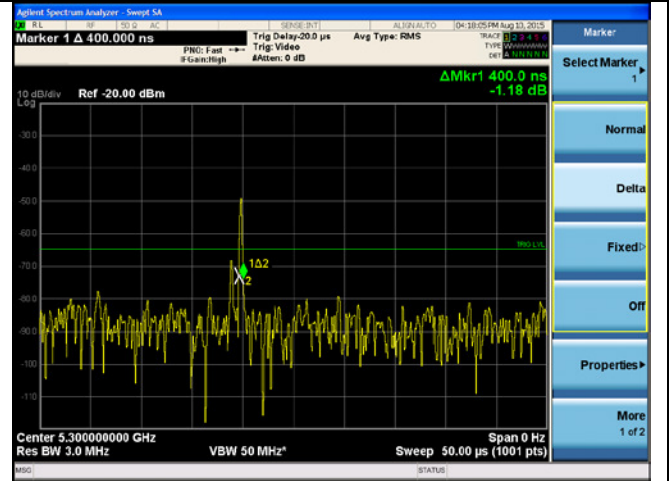 Agilent Spectrum Analyzer - Swept SA
RL RF 50 Ω AC SENSE:INT ALIGN AUTO 04:18:05 PM Aug 13, 2015
Marker 1 Δ 400.000 ns
PNO: Fast
IFGain:High
Trig Delay-20.0 µs
Trig: Video
#Atten: 0 dB
Avg Type: RMS
TRACE 1 2 3 4 5 6
TYPE
DET A N N N N N
ΔMkr1 400.0 ns
-1.18 dB
10 dB/div Ref -20.00 dBm
Log
-30.0
-40.0
-50.0
-60.0
TRIG LVL
1Δ2
-70.0
2
-80.0
-90.0
-100
-110
Center 5.300000000 GHz
Span 0 Hz
Res BW 3.0 MHz
VBW 50 MHz*
Sweep 50.00 µs (1001 pts)
MSG
STATUS
Marker
Select Marker
1
Normal
Delta
Fixed
Off
Properties
More
1 of 2